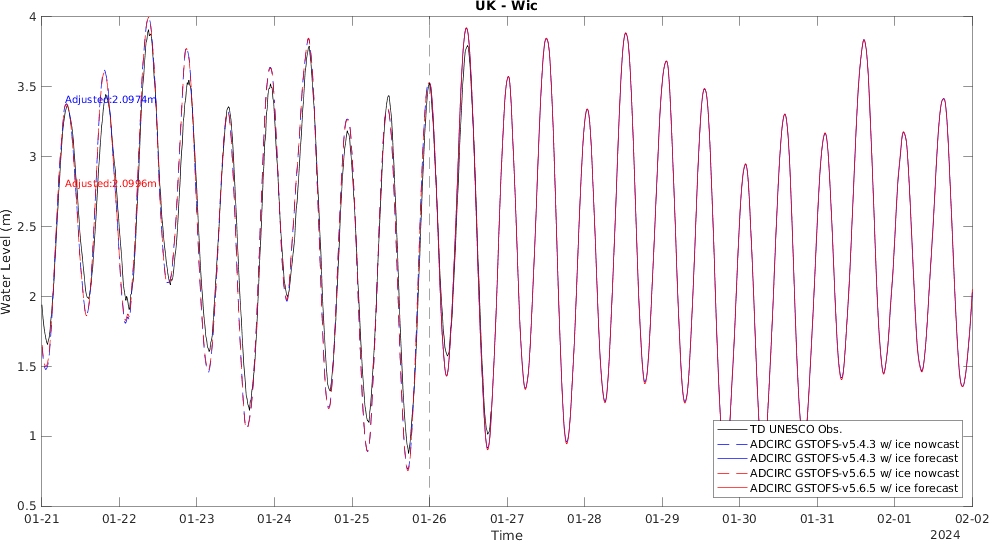 UK - Wic
4
3.5
3
2.5
2
1.5
1
0.5
Water Level (m)
Adjusted:2.0974m
Adjusted:2.0996m
TD UNESCO Obs.
ADCIRC GSTOFS-v5.4.3 w/ ice nowcast
ADCIRC GSTOFS-v5.4.3 w/ ice forecast
ADCIRC GSTOFS-v5.6.5 w/ ice nowcast
ADCIRC GSTOFS-v5.6.5 w/ ice forecast
01-21 01-22 01-23 01-24 01-25 01-26 01-27 01-28 01-29 01-30 01-31 02-01 02-02
Time
2024